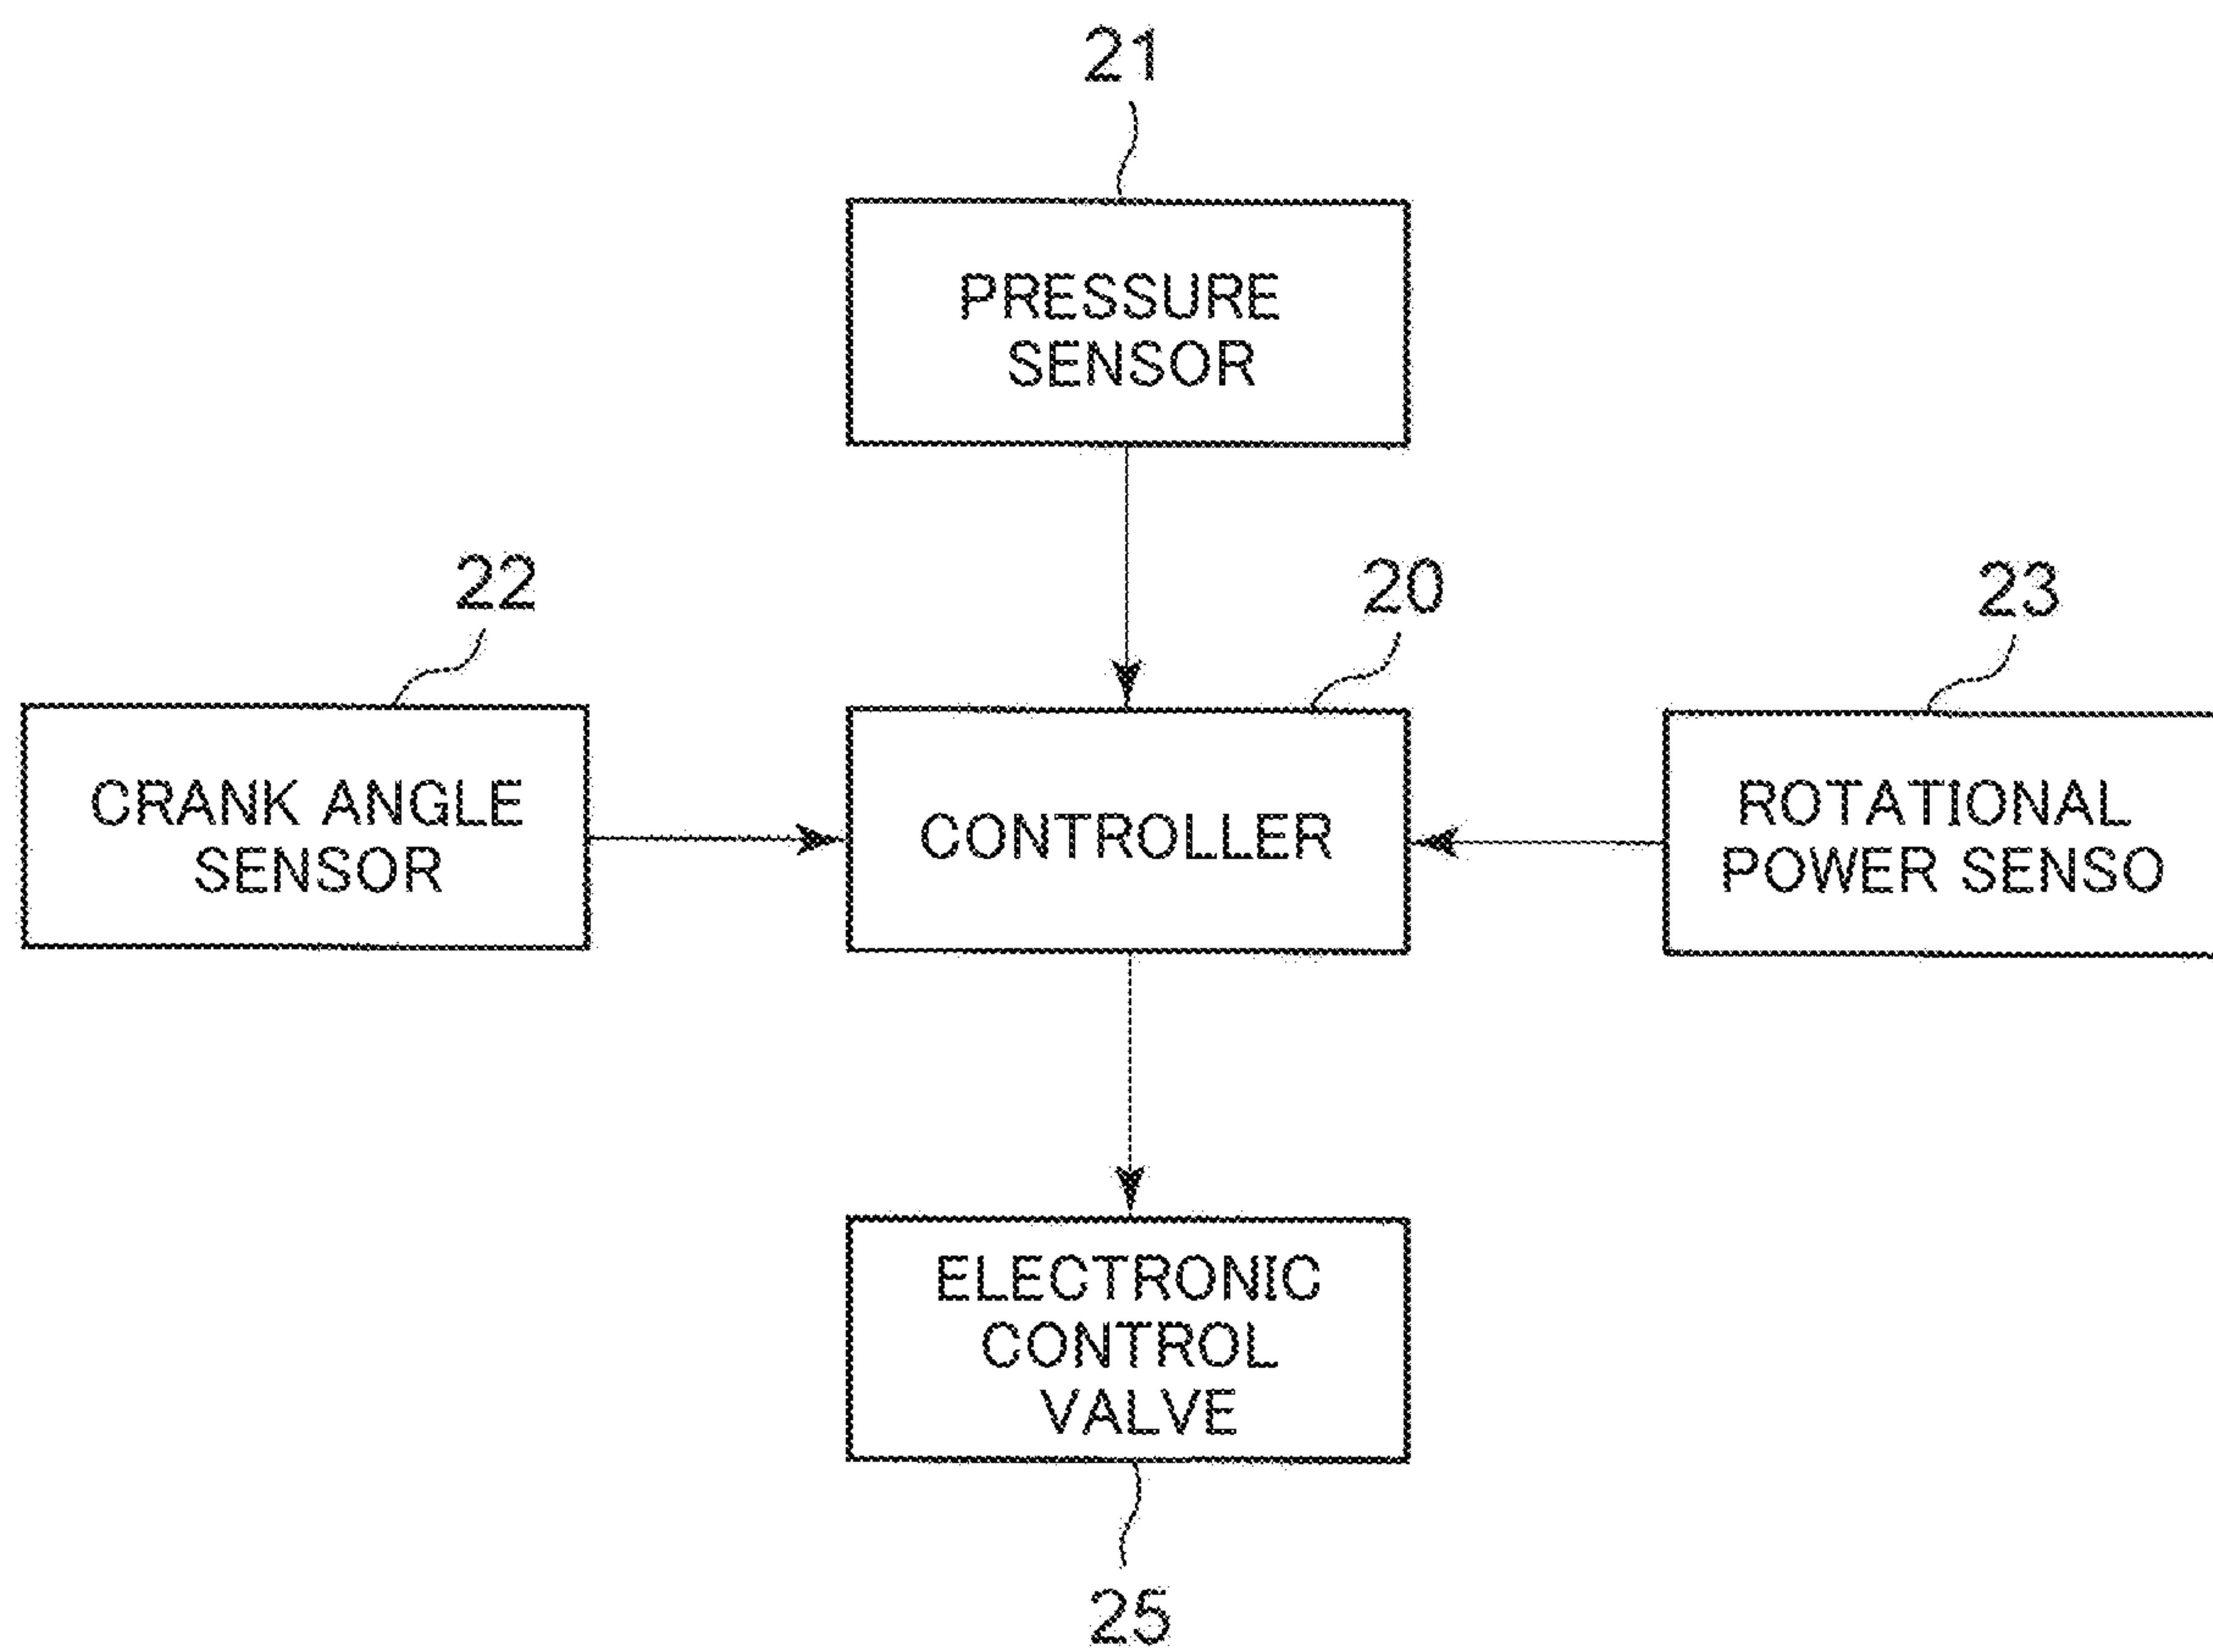 21
PRESSURE
SENSOR
22
20
23
CRANK ANGLE
SENSOR
CONTROLLER
ROTATIONAL
POWER SENSO
ELECTRONIC
CONTROL
VALVE
25